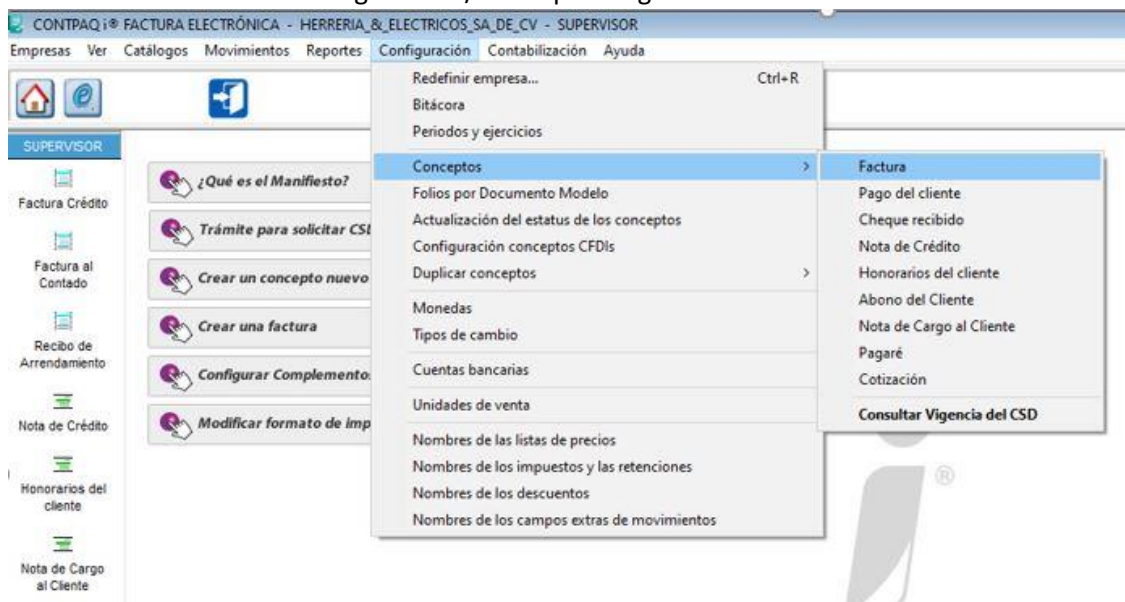 CONTPAQ i® FACTURA ELECTRÓNICA - HERRERIA_&_ELECTRICOS_SA_DE_CV - SUPERVISOR
Empresas Ver Catálogos Movimientos Reportes Configuración Contabilización Ayuda
SUPERVISOR
Factura Crédito
Factura al
Contado
Recibo de
Arrendamiento
Nota de Crédito
Honorarios del
cliente
Nota de Cargo
al Cliente
¿Qué es el Manifiesto?
Trámite para solicitar CSD
Crear un concepto nuevo
Crear una factura
Configurar Complemento
Modificar formato de imp
Redefinir empresa... Ctrl+R
Bitácora
Periodos y ejercicios
Conceptos >
Folios por Documento Modelo
Actualización del estatus de los conceptos
Configuración conceptos CFDIs
Duplicar conceptos >
Monedas
Tipos de cambio
Cuentas bancarias
Unidades de venta
Nombres de las listas de precios
Nombres de los impuestos y las retenciones
Nombres de los descuentos
Nombres de los campos extras de movimientos
Factura
Pago del cliente
Cheque recibido
Nota de Crédito
Honorarios del cliente
Abono del Cliente
Nota de Cargo al Cliente
Pagaré
Cotización
Consultar Vigencia del CSD
®